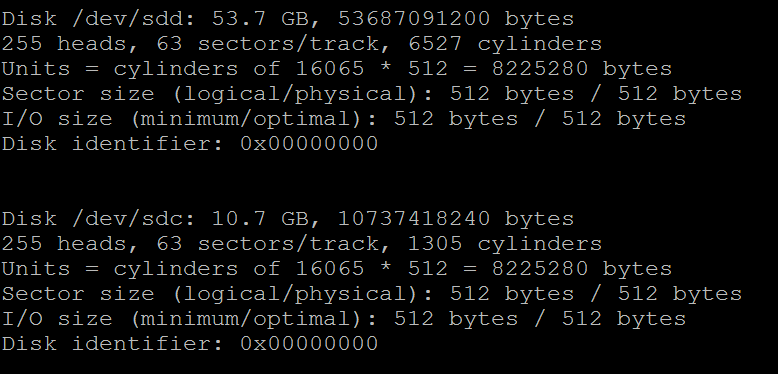 Disk /dev/sdd: 53.7 GB, 53687091200 bytes
255 heads, 63 sectors/track, 6527 cylinders
Units = cylinders of 16065 * 512 = 8225280 bytes
Sector size (logical/physical): 512 bytes / 512 bytes
I/O size (minimum/optimal): 512 bytes / 512 bytes
Disk identifier: 0x00000000
Disk /dev/sdc: 10.7 GB, 10737418240 bytes
255 heads, 63 sectors/track, 1305 cylinders
Units = cylinders of 16065 * 512 = 8225280 bytes
Sector size (logical/physical): 512 bytes / 512 bytes
I/O size (minimum/optimal): 512 bytes / 512 bytes
Disk identifier: 0x00000000